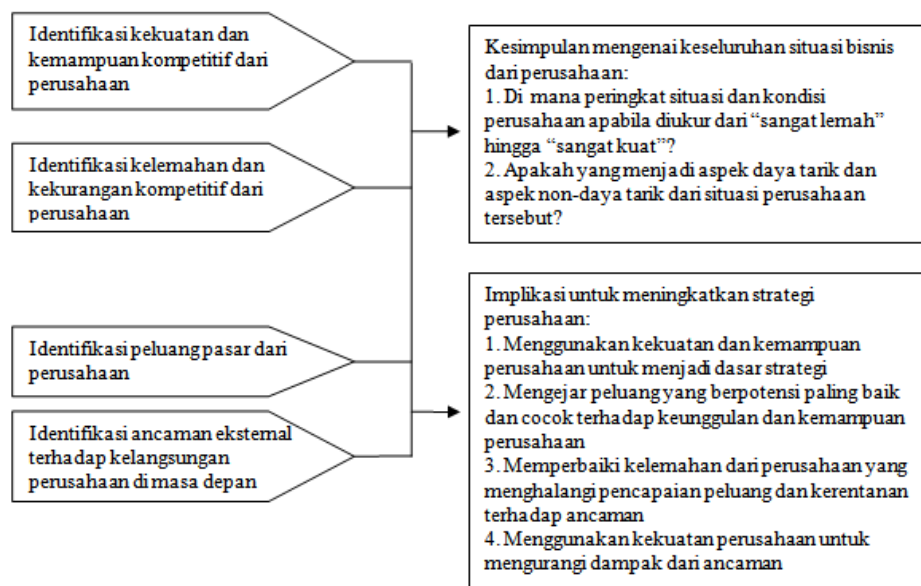 Identifikasi kekuatan dan
kemampuan kompetitif dari
perusahaan
Identifikasi kelemahan dan
kekurangan kompetitif dari
perusahaan
Identifikasi peluang pasar dari
perusahaan
Identifikasi ancaman eksternal
terhadap kelangsungan
perusahaan di masa depan
Kesimpulan mengenai keseluruhan situasi bisnis
dari perusahaan:
1. Di mana peringkat situasi dan kondisi
perusahaan apabila diukur dari “sangat lemah”
hingga “sangat kuat”?
2. Apakah yang menjadi aspek daya tarik dan
aspek non-daya tarik dari situasi perusahaan
tersebut?
Implikasi untuk meningkatkan strategi
perusahaan:
1. Menggunakan kekuatan dan kemampuan
perusahaan untuk menjadi dasar strategi
2. Mengejar peluang yang berpotensi paling baik
dan cocok terhadap keunggulan dan kemampuan
perusahaan
3. Memperbaiki kelemahan dari perusahaan yang
menghalangi pencapaian peluang dan kerentanan
terhadap ancaman
4. Menggunakan kekuatan perusahaan untuk
mengurangi dampak dari ancaman